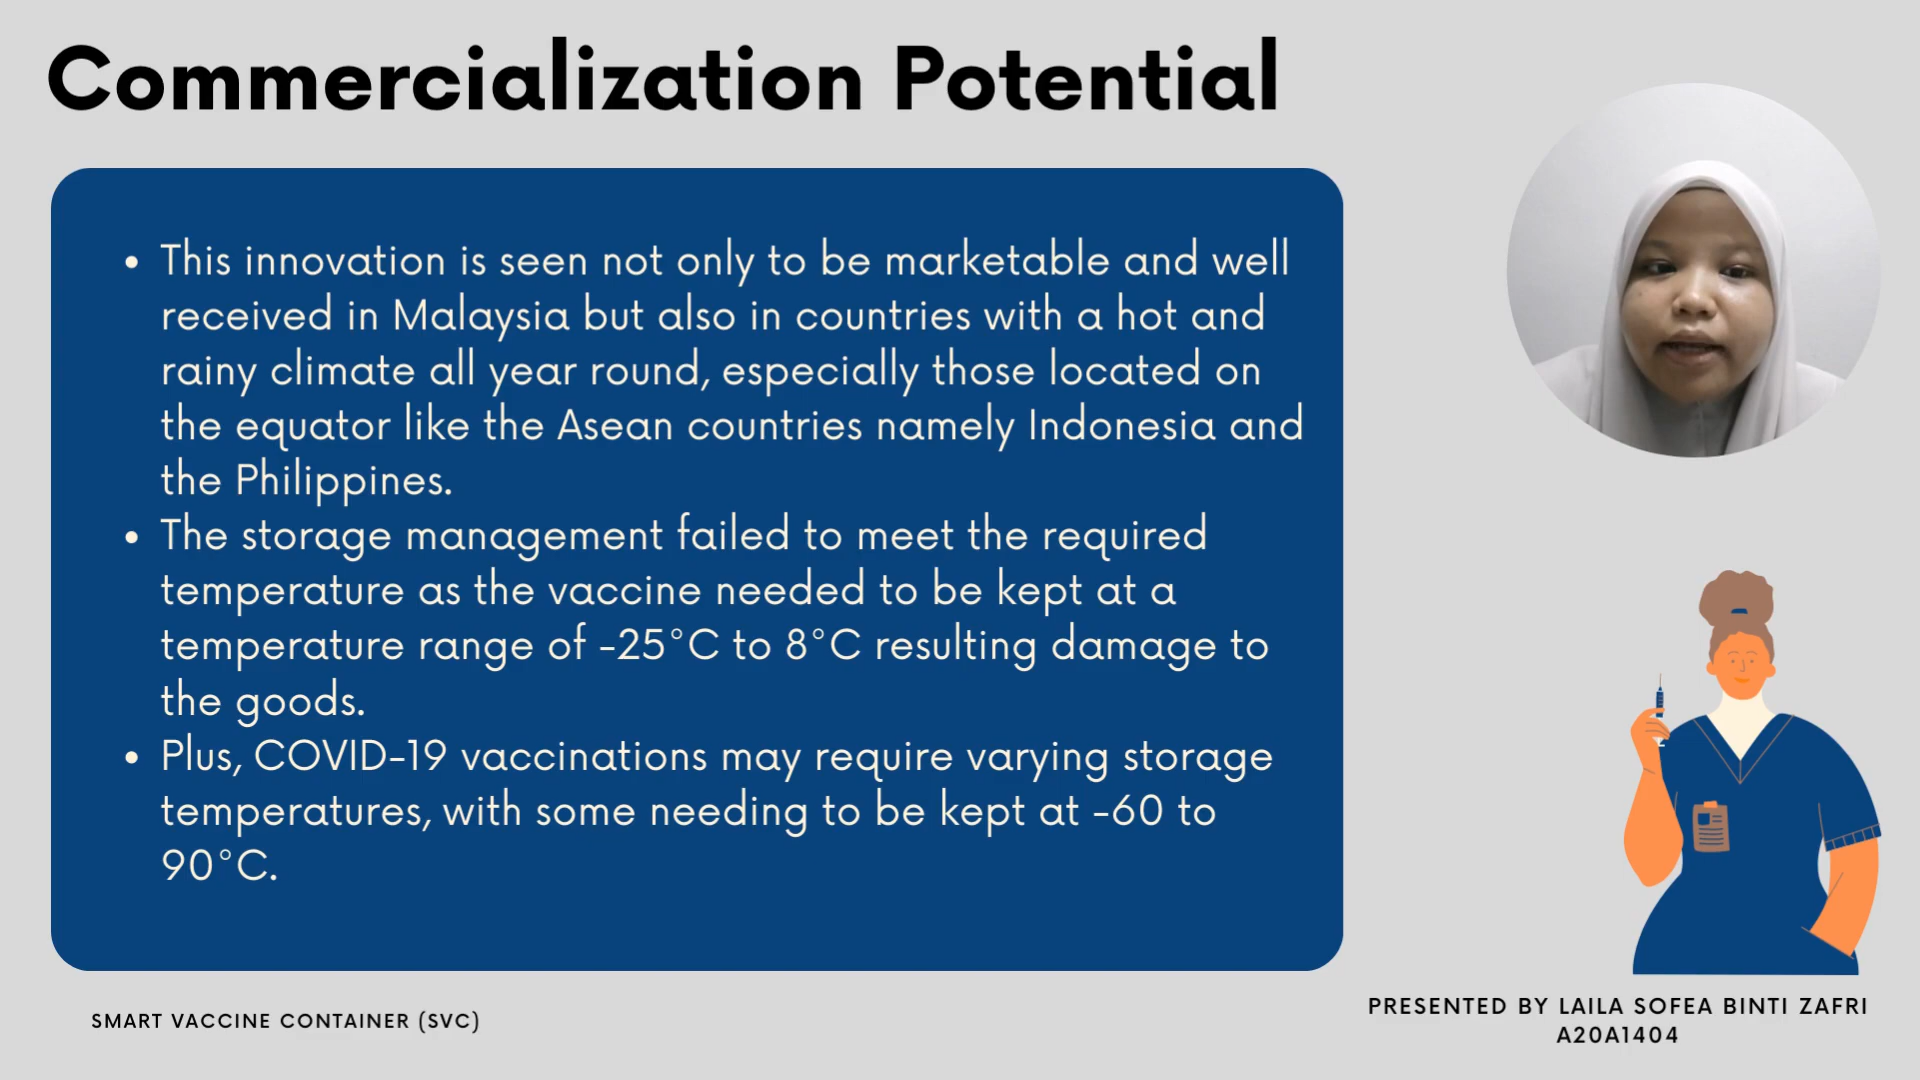 Commercialization Potential
• This innovation is seen not only to be marketable and well
received in Malaysia but also in countries with a hot and
rainy climate all year round, especially those located on
the equator like the Asean countries namely Indonesia and
the Philippines.
• The storage management failed to meet the required
temperature as the vaccine needed to be kept at a
temperature range of -25°C to 8°C resulting damage to
the goods.
• Plus, COVID-19 vaccinations may require varying storage
temperatures, with some needing to be kept at -60 to
90°C.
SMART VACCINE CONTAINER (SVC)
PRESENTED BY LAILA SOFEA BINTI ZAFRI
A20A1404